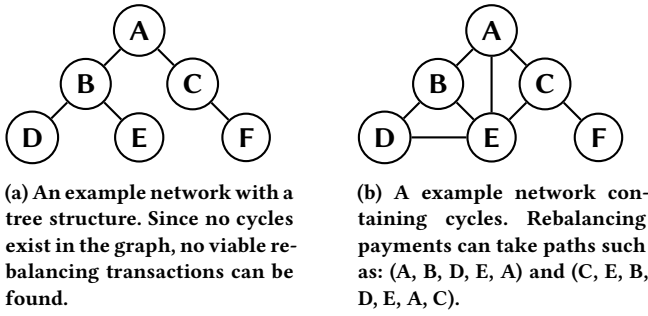 A
B C
D E F
A
B C
D E F
(a) An example network with a
tree structure. Since no cycles
exist in the graph, no viable re-
balancing transactions can be
found.
(b) A example network con-
taining cycles. Rebalancing
payments can take paths such
as: (A, B, D, E, A) and (C, E, B,
D, E, A, C).